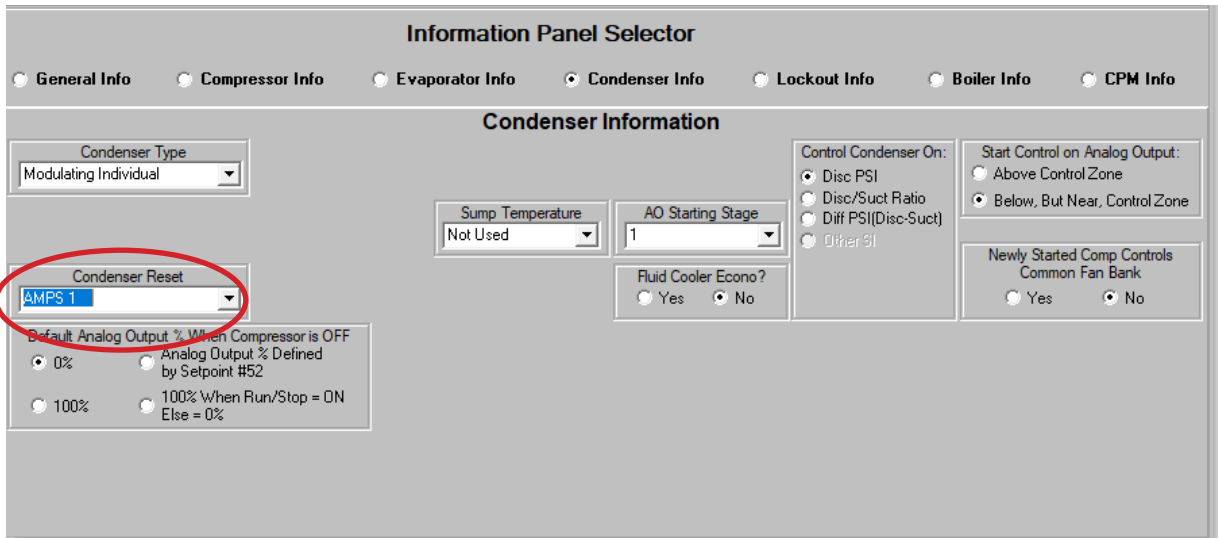 Information Panel Selector
General Info Compressor Info Evaporator Info Condenser Info Lockout Info Boiler Info CPM Info
Condenser Information
Condenser Type
Modulating Individual
Sump Temperature
Not Used
AO Starting Stage
1
Control Condenser On:
Disc PSI
Disc/Suct Ratio
Diff PSI(Disc-Suct)
Other SI
Start Control on Analog Output:
Above Control Zone
Below, But Near, Control Zone
Condenser Reset
AMPS 1
Fluid Cooler Econo?
Yes No
Newly Started Comp Controls
Common Fan Bank
Yes No
Default Analog Output % When Compressor is OFF
0%
Analog Output % Defined
by Setpoint #52
100%
100% When Run/Stop = ON
Else = 0%